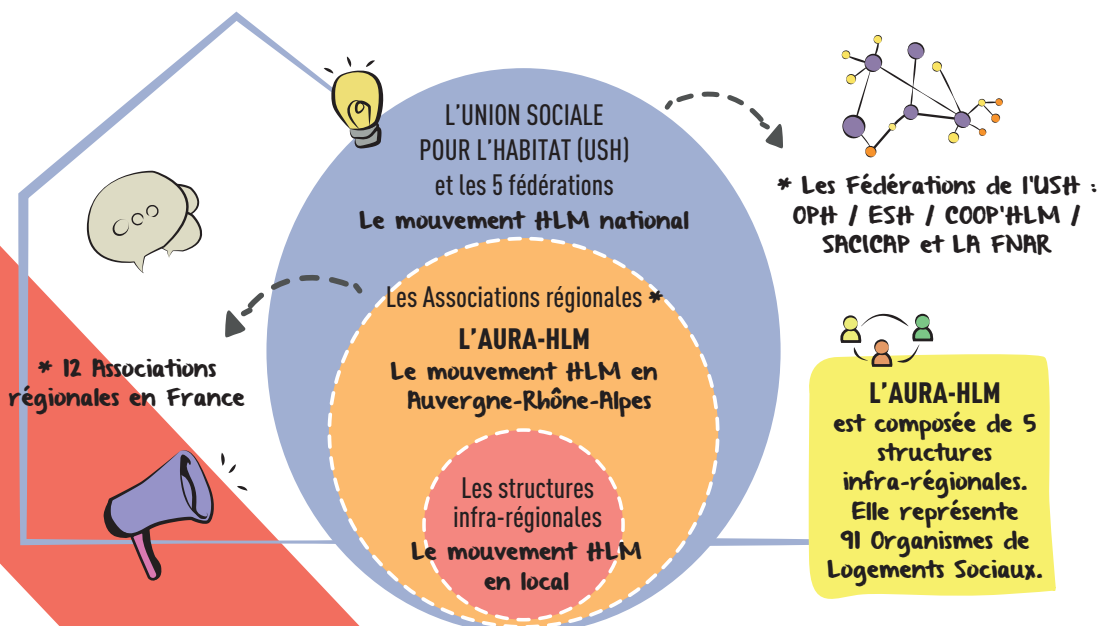 L'UNION SOCIALE
POUR L'HABITAT (USH)
et les 5 fédérations
Le mouvement HLM national
* Les Fédérations de l'USH :
OPH / ESH / COOP'HLM /
SACICAP et LA FNAR
Les Associations régionales *
L'AURA-HLM
Le mouvement HLM en
Auvergne-Rhône-Alpes
* 12 Associations
régionales en France
L'AURA-HLM
est composée de 5
structures
infra-régionales.
Elle représente
91 Organismes de
Logements Sociaux.
Les structures
infra-régionales
Le mouvement HLM
en local